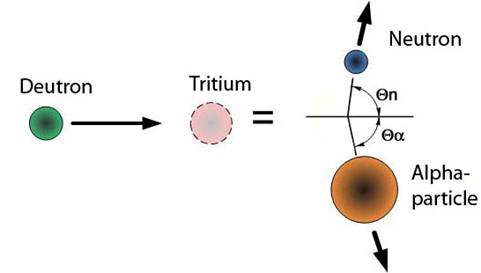 Deutron
Tritium
=
Neutron
Θn
Θα
Alpha-
particle